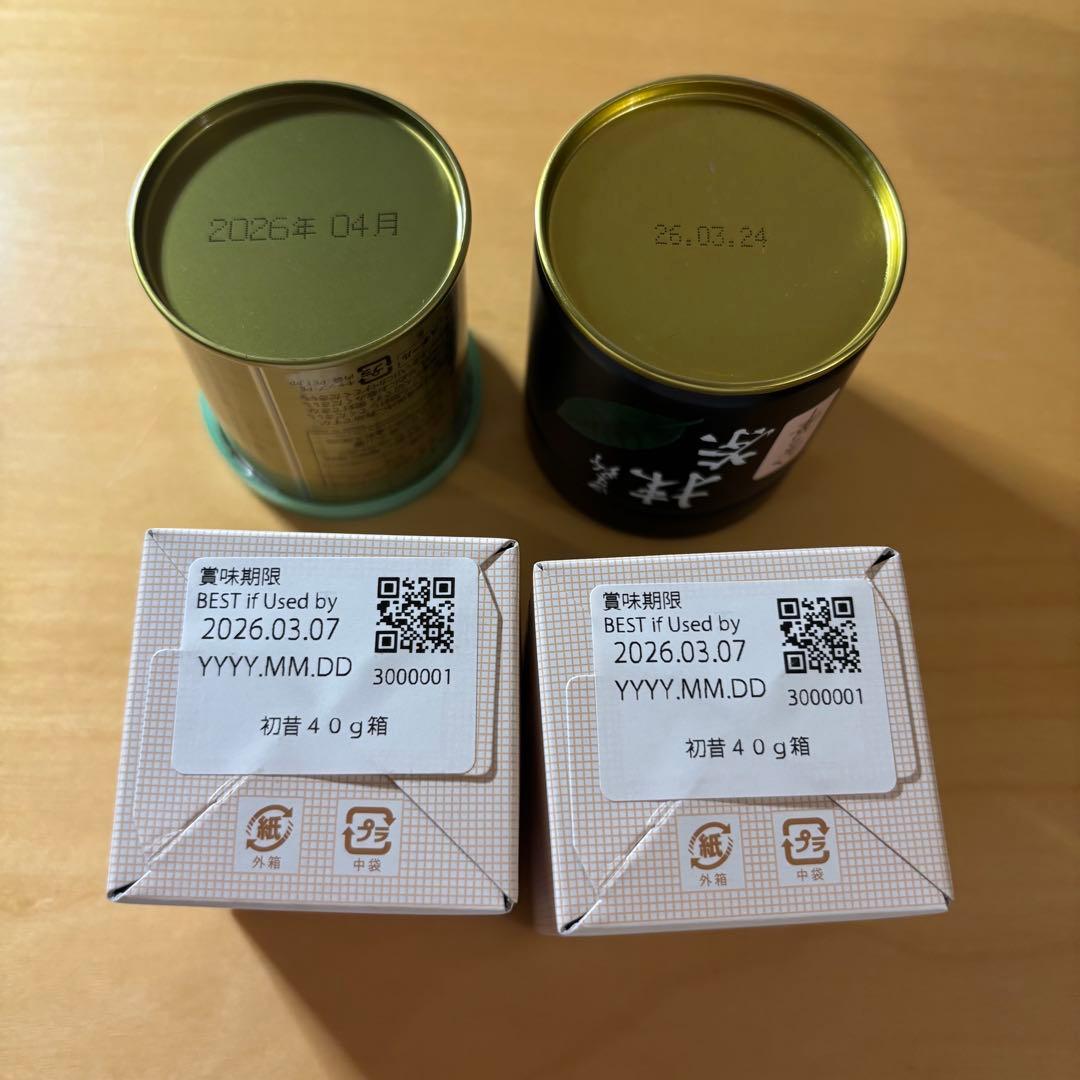 2026年 04月
26.03.24
抹茶
賞味期限
BEST if Used by
2026.03.07
YYYY.MM.DD
3000001
初昔40g箱
紙
外箱
プラ
中袋
賞味期限
BEST if Used by
2026.03.07
YYYY.MM.DD
3000001
初昔40g箱
紙
外箱
プラ
中袋